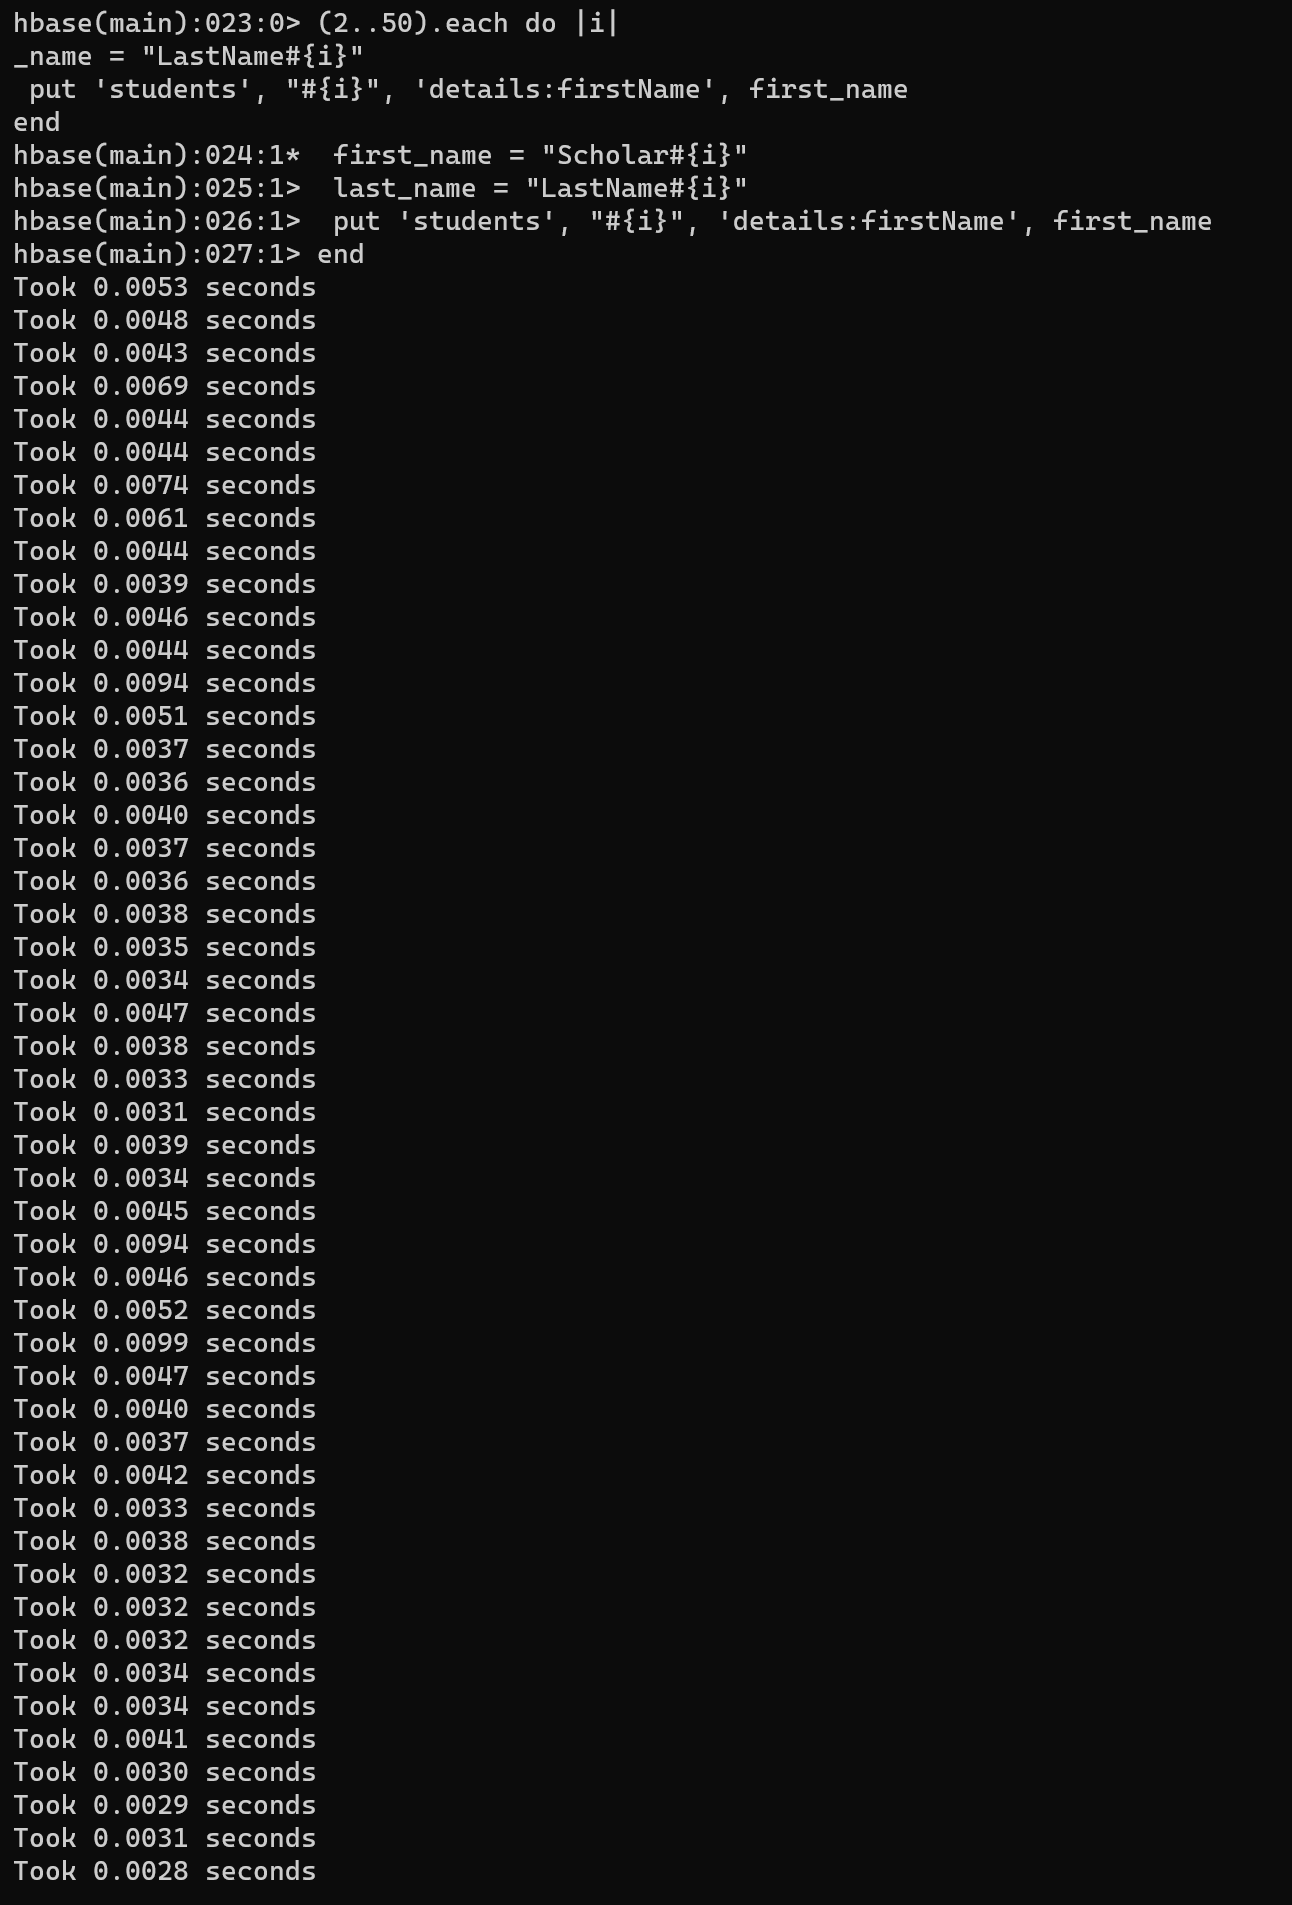 hbase(main):023:0> (2..50).each do |i|
_name = "LastName#{i}"
 put 'students', "#{i}", 'details:firstName', first_name
end
hbase(main):024:1*  first_name = "Scholar#{i}"
hbase(main):025:1>  last_name = "LastName#{i}"
hbase(main):026:1>  put 'students', "#{i}", 'details:firstName', first_name
hbase(main):027:1> end
Took 0.0053 seconds
Took 0.0048 seconds
Took 0.0043 seconds
Took 0.0069 seconds
Took 0.0044 seconds
Took 0.0044 seconds
Took 0.0074 seconds
Took 0.0061 seconds
Took 0.0044 seconds
Took 0.0039 seconds
Took 0.0046 seconds
Took 0.0044 seconds
Took 0.0094 seconds
Took 0.0051 seconds
Took 0.0037 seconds
Took 0.0036 seconds
Took 0.0040 seconds
Took 0.0037 seconds
Took 0.0036 seconds
Took 0.0038 seconds
Took 0.0035 seconds
Took 0.0034 seconds
Took 0.0047 seconds
Took 0.0038 seconds
Took 0.0033 seconds
Took 0.0031 seconds
Took 0.0039 seconds
Took 0.0034 seconds
Took 0.0045 seconds
Took 0.0094 seconds
Took 0.0046 seconds
Took 0.0052 seconds
Took 0.0099 seconds
Took 0.0047 seconds
Took 0.0040 seconds
Took 0.0037 seconds
Took 0.0042 seconds
Took 0.0033 seconds
Took 0.0038 seconds
Took 0.0032 seconds
Took 0.0032 seconds
Took 0.0032 seconds
Took 0.0034 seconds
Took 0.0034 seconds
Took 0.0041 seconds
Took 0.0030 seconds
Took 0.0029 seconds
Took 0.0031 seconds
Took 0.0028 seconds